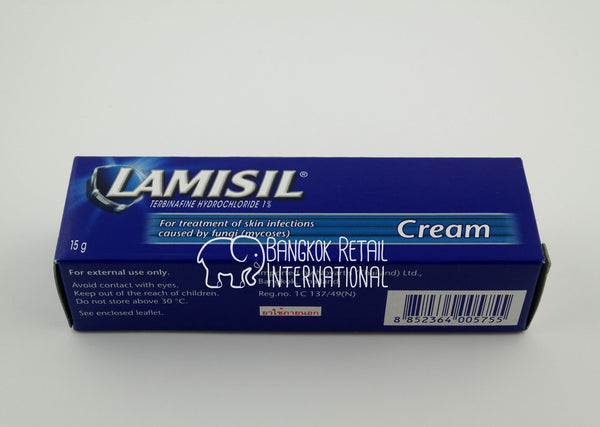 LAMISIL®
TERBINAFINE HYDROCHLORIDE 1%
For treatment of skin infections
caused by fungi (mycoses)
Cream
15 g
BANGKOK RETAIL
INTERNATIONAL
For external use only.
Avoid contact with eyes.
Keep out of the reach of children.
Do not store above 30 °C.
See enclosed leaflet.
Ltd.,
Reg.no. 1C 137/49(N)
ยาใช้ภายนอก
8 852364 005755